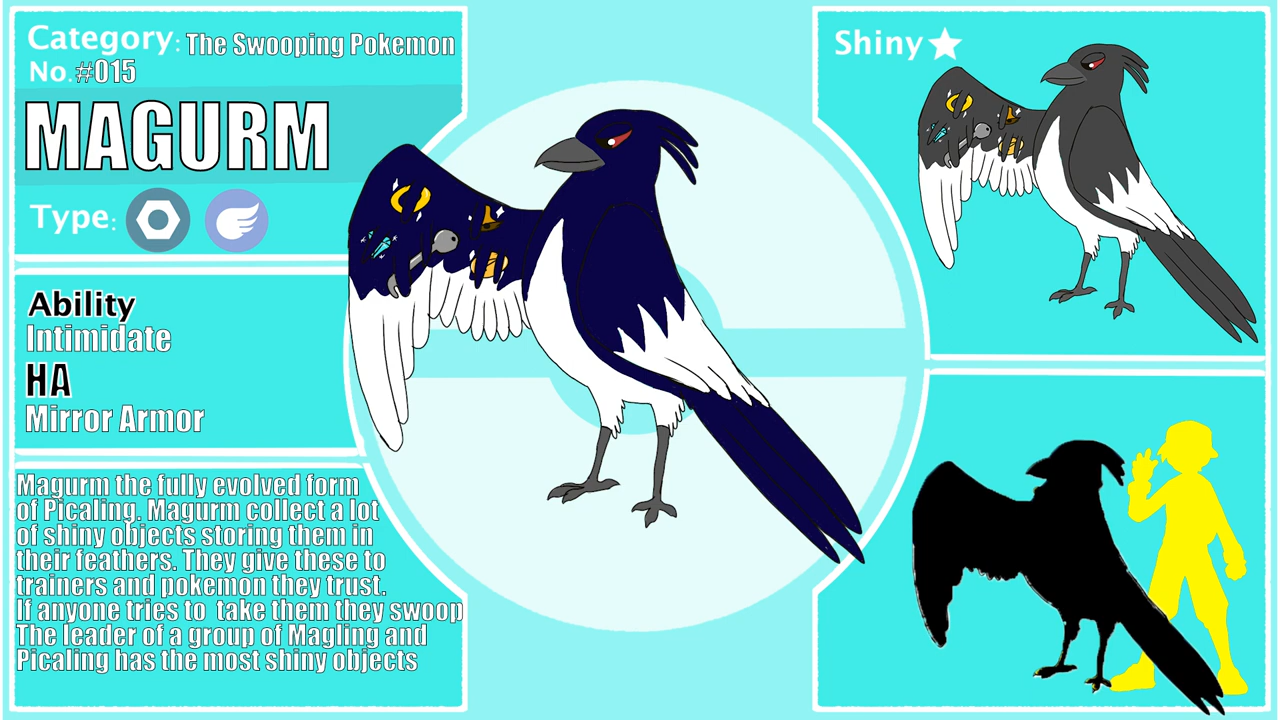 Category: The Swooping Pokemon
No. #015
MAGURM
Type:
Ability
Intimidate
HA
Mirror Armor
Magurm the fully evolved form
of Picaling. Magurm collect a lot
of shiny objects storing them in
their feathers. They give these to
trainers and pokemon they trust.
If anyone tries to take them they swoop
The leader of a group of Magling and
Picaling has the most shiny objects
Shiny